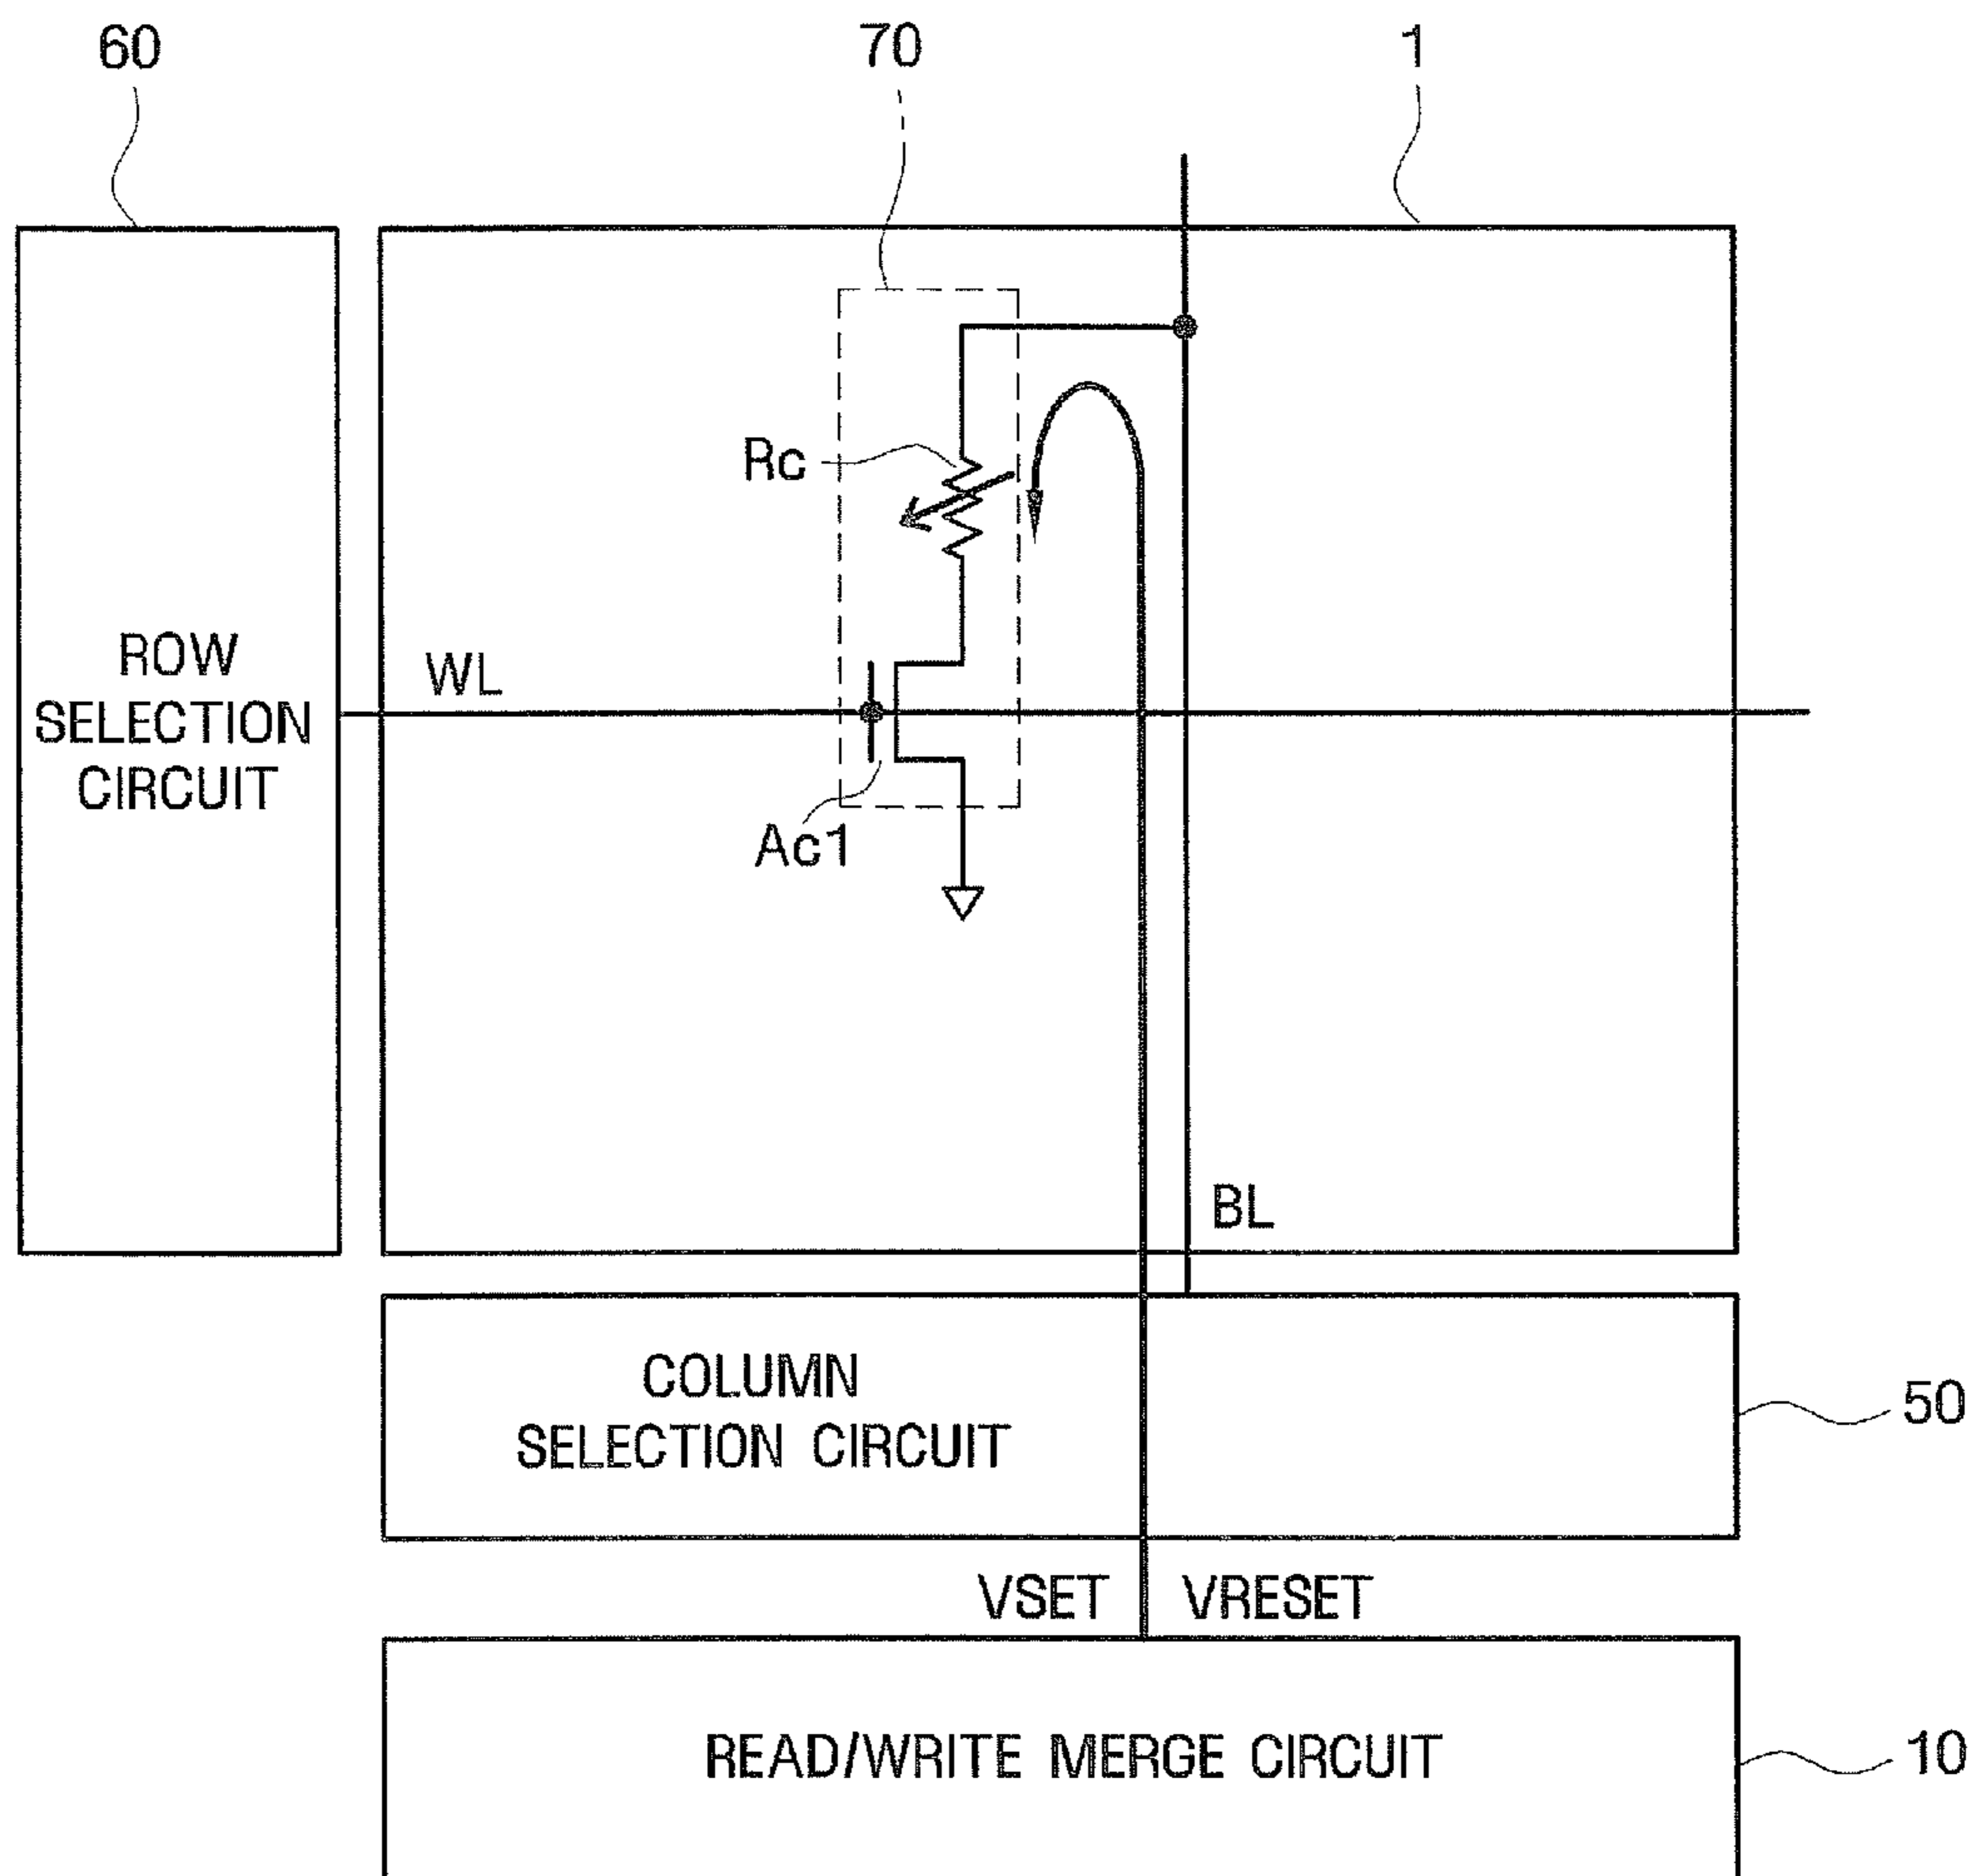 60
70
1
Rc
ROW
SELECTION
CIRCUIT
WL
Ac1
BL
COLUMN
SELECTION CIRCUIT
50
VSET
VRESET
READ/WRITE MERGE CIRCUIT
10